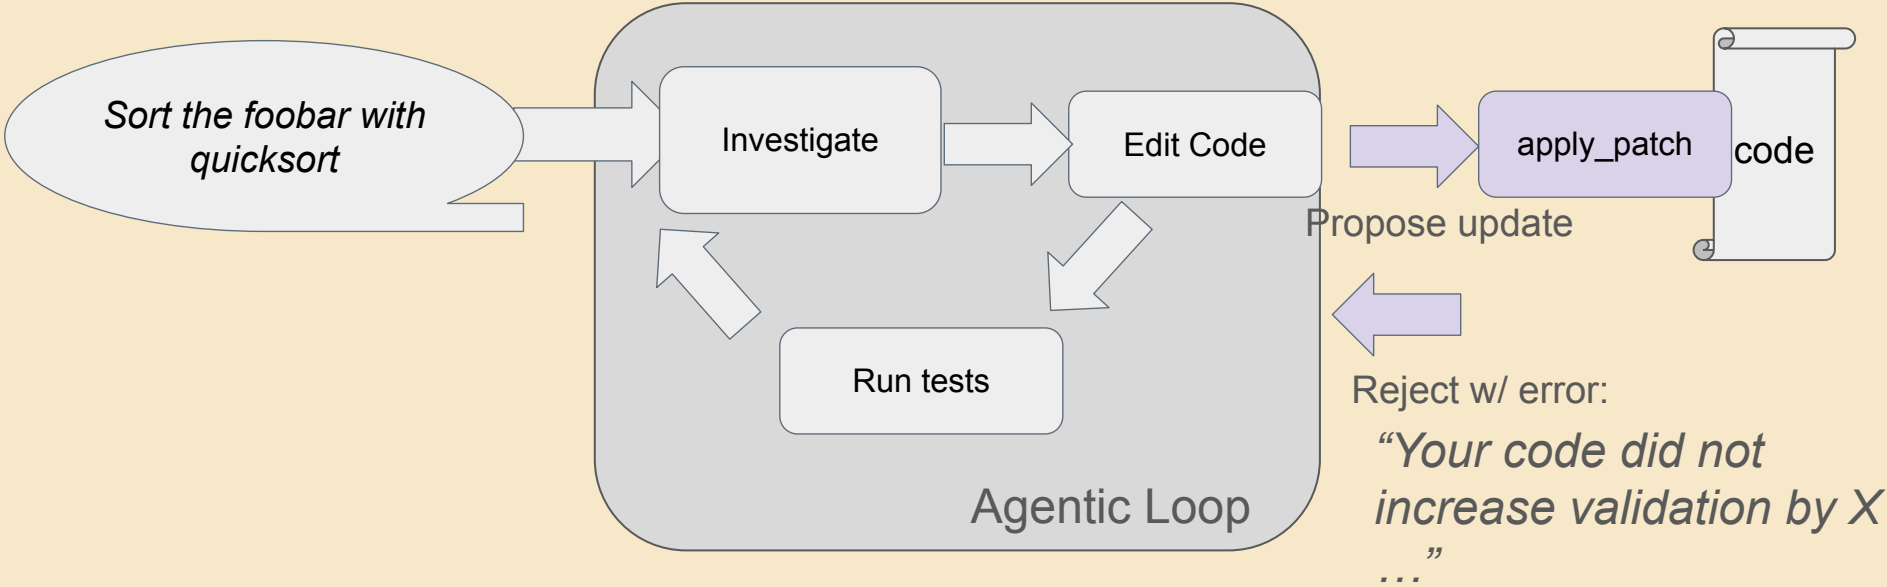 Sort the foobar with
quicksort
Investigate
Edit Code
apply_patch
code
Propose update
Run tests
Reject w/ error:
“Your code did not
increase validation by X
…”
Agentic Loop